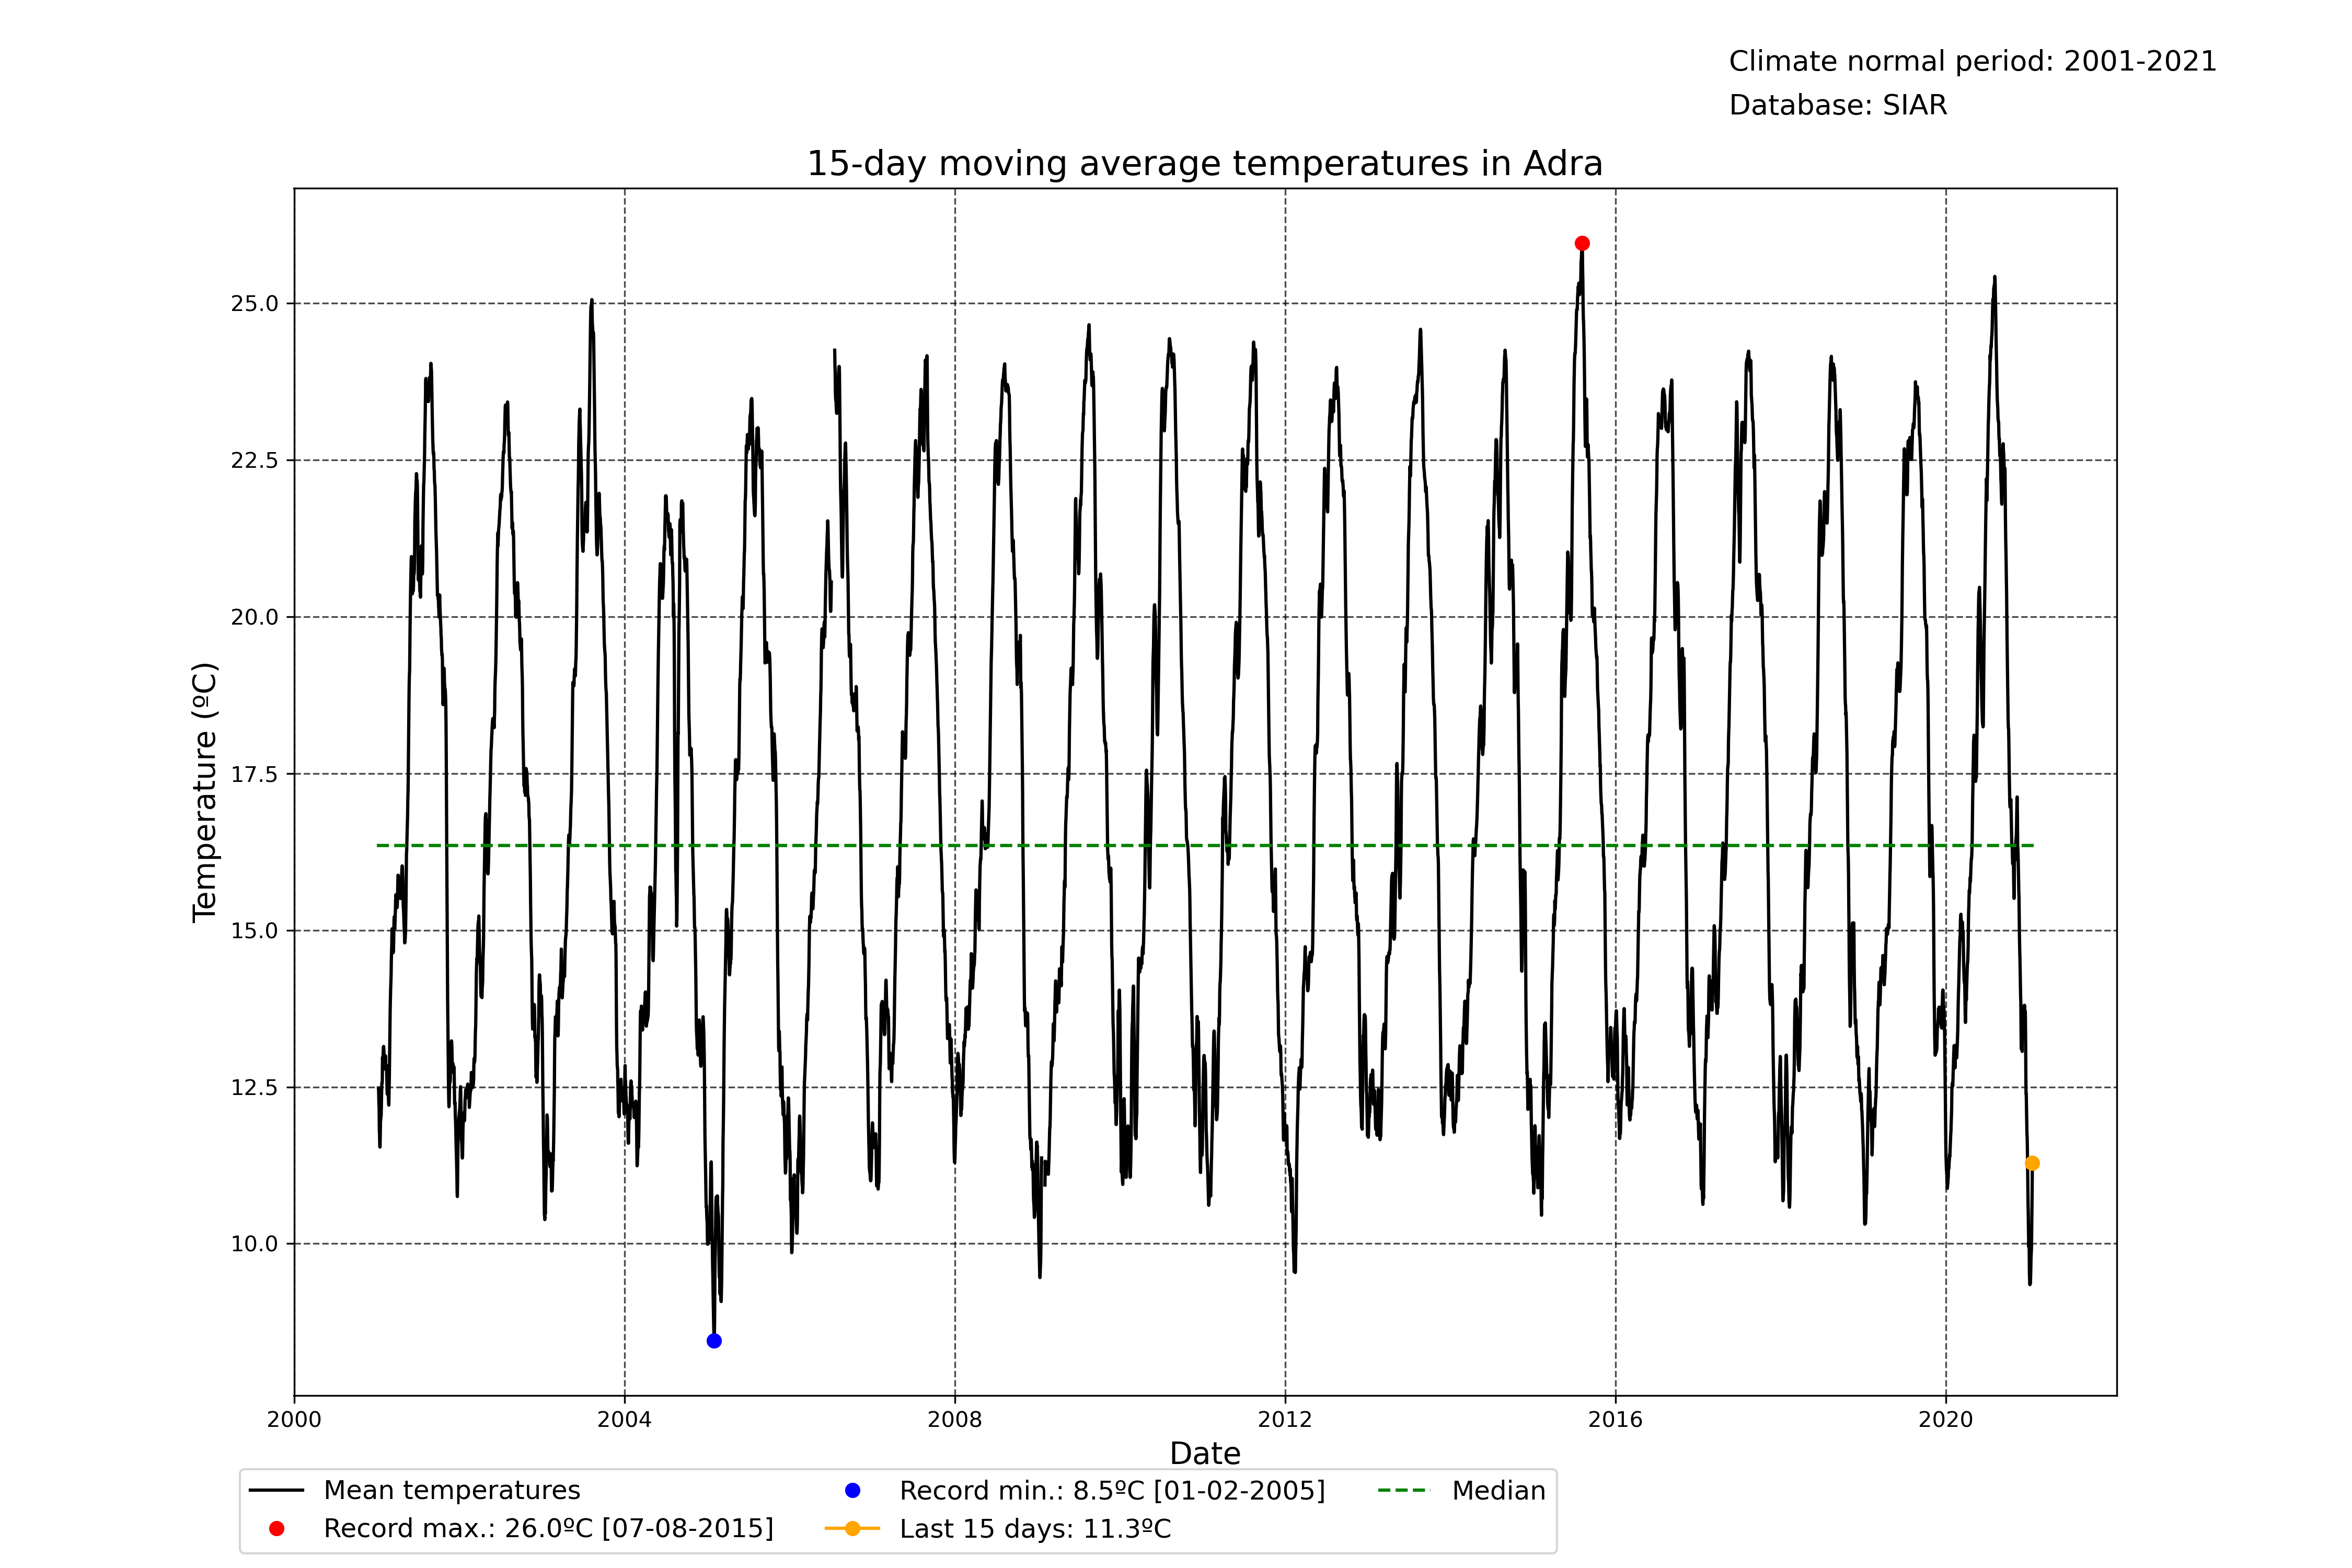 Climate normal period: 2001-2021
Database: SIAR
15-day moving average temperatures in Adra
Temperature (ºC)
25.0
22.5
20.0
17.5
15.0
12.5
10.0
2000
2004
2008
2012
2016
2020
Date
Mean temperatures
Record max.: 26.0ºC [07-08-2015]
Record min.: 8.5ºC [01-02-2005]
Last 15 days: 11.3ºC
Median